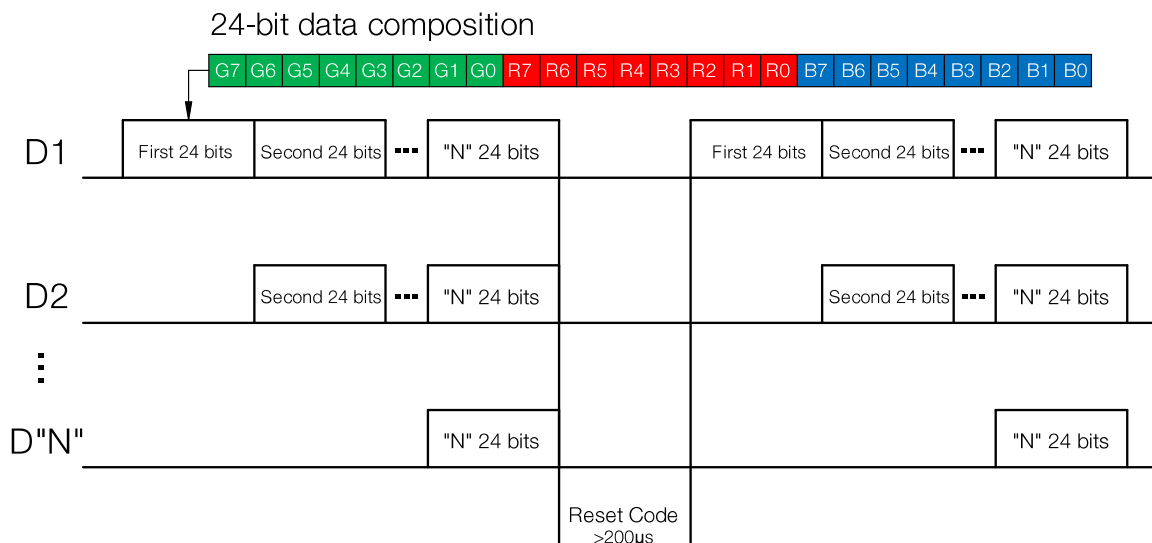 24-bit data composition
G7 G6 G5 G4 G3 G2 G1 G0 R7 R6 R5 R4 R3 R2 R1 R0 B7 B6 B5 B4 B3 B2 B1 B0
D1 First 24 bits Second 24 bits "N" 24 bits First 24 bits Second 24 bits "N" 24 bits
D2 Second 24 bits "N" 24 bits Second 24 bits "N" 24 bits
D"N" "N" 24 bits "N" 24 bits
Reset Code
>200µs